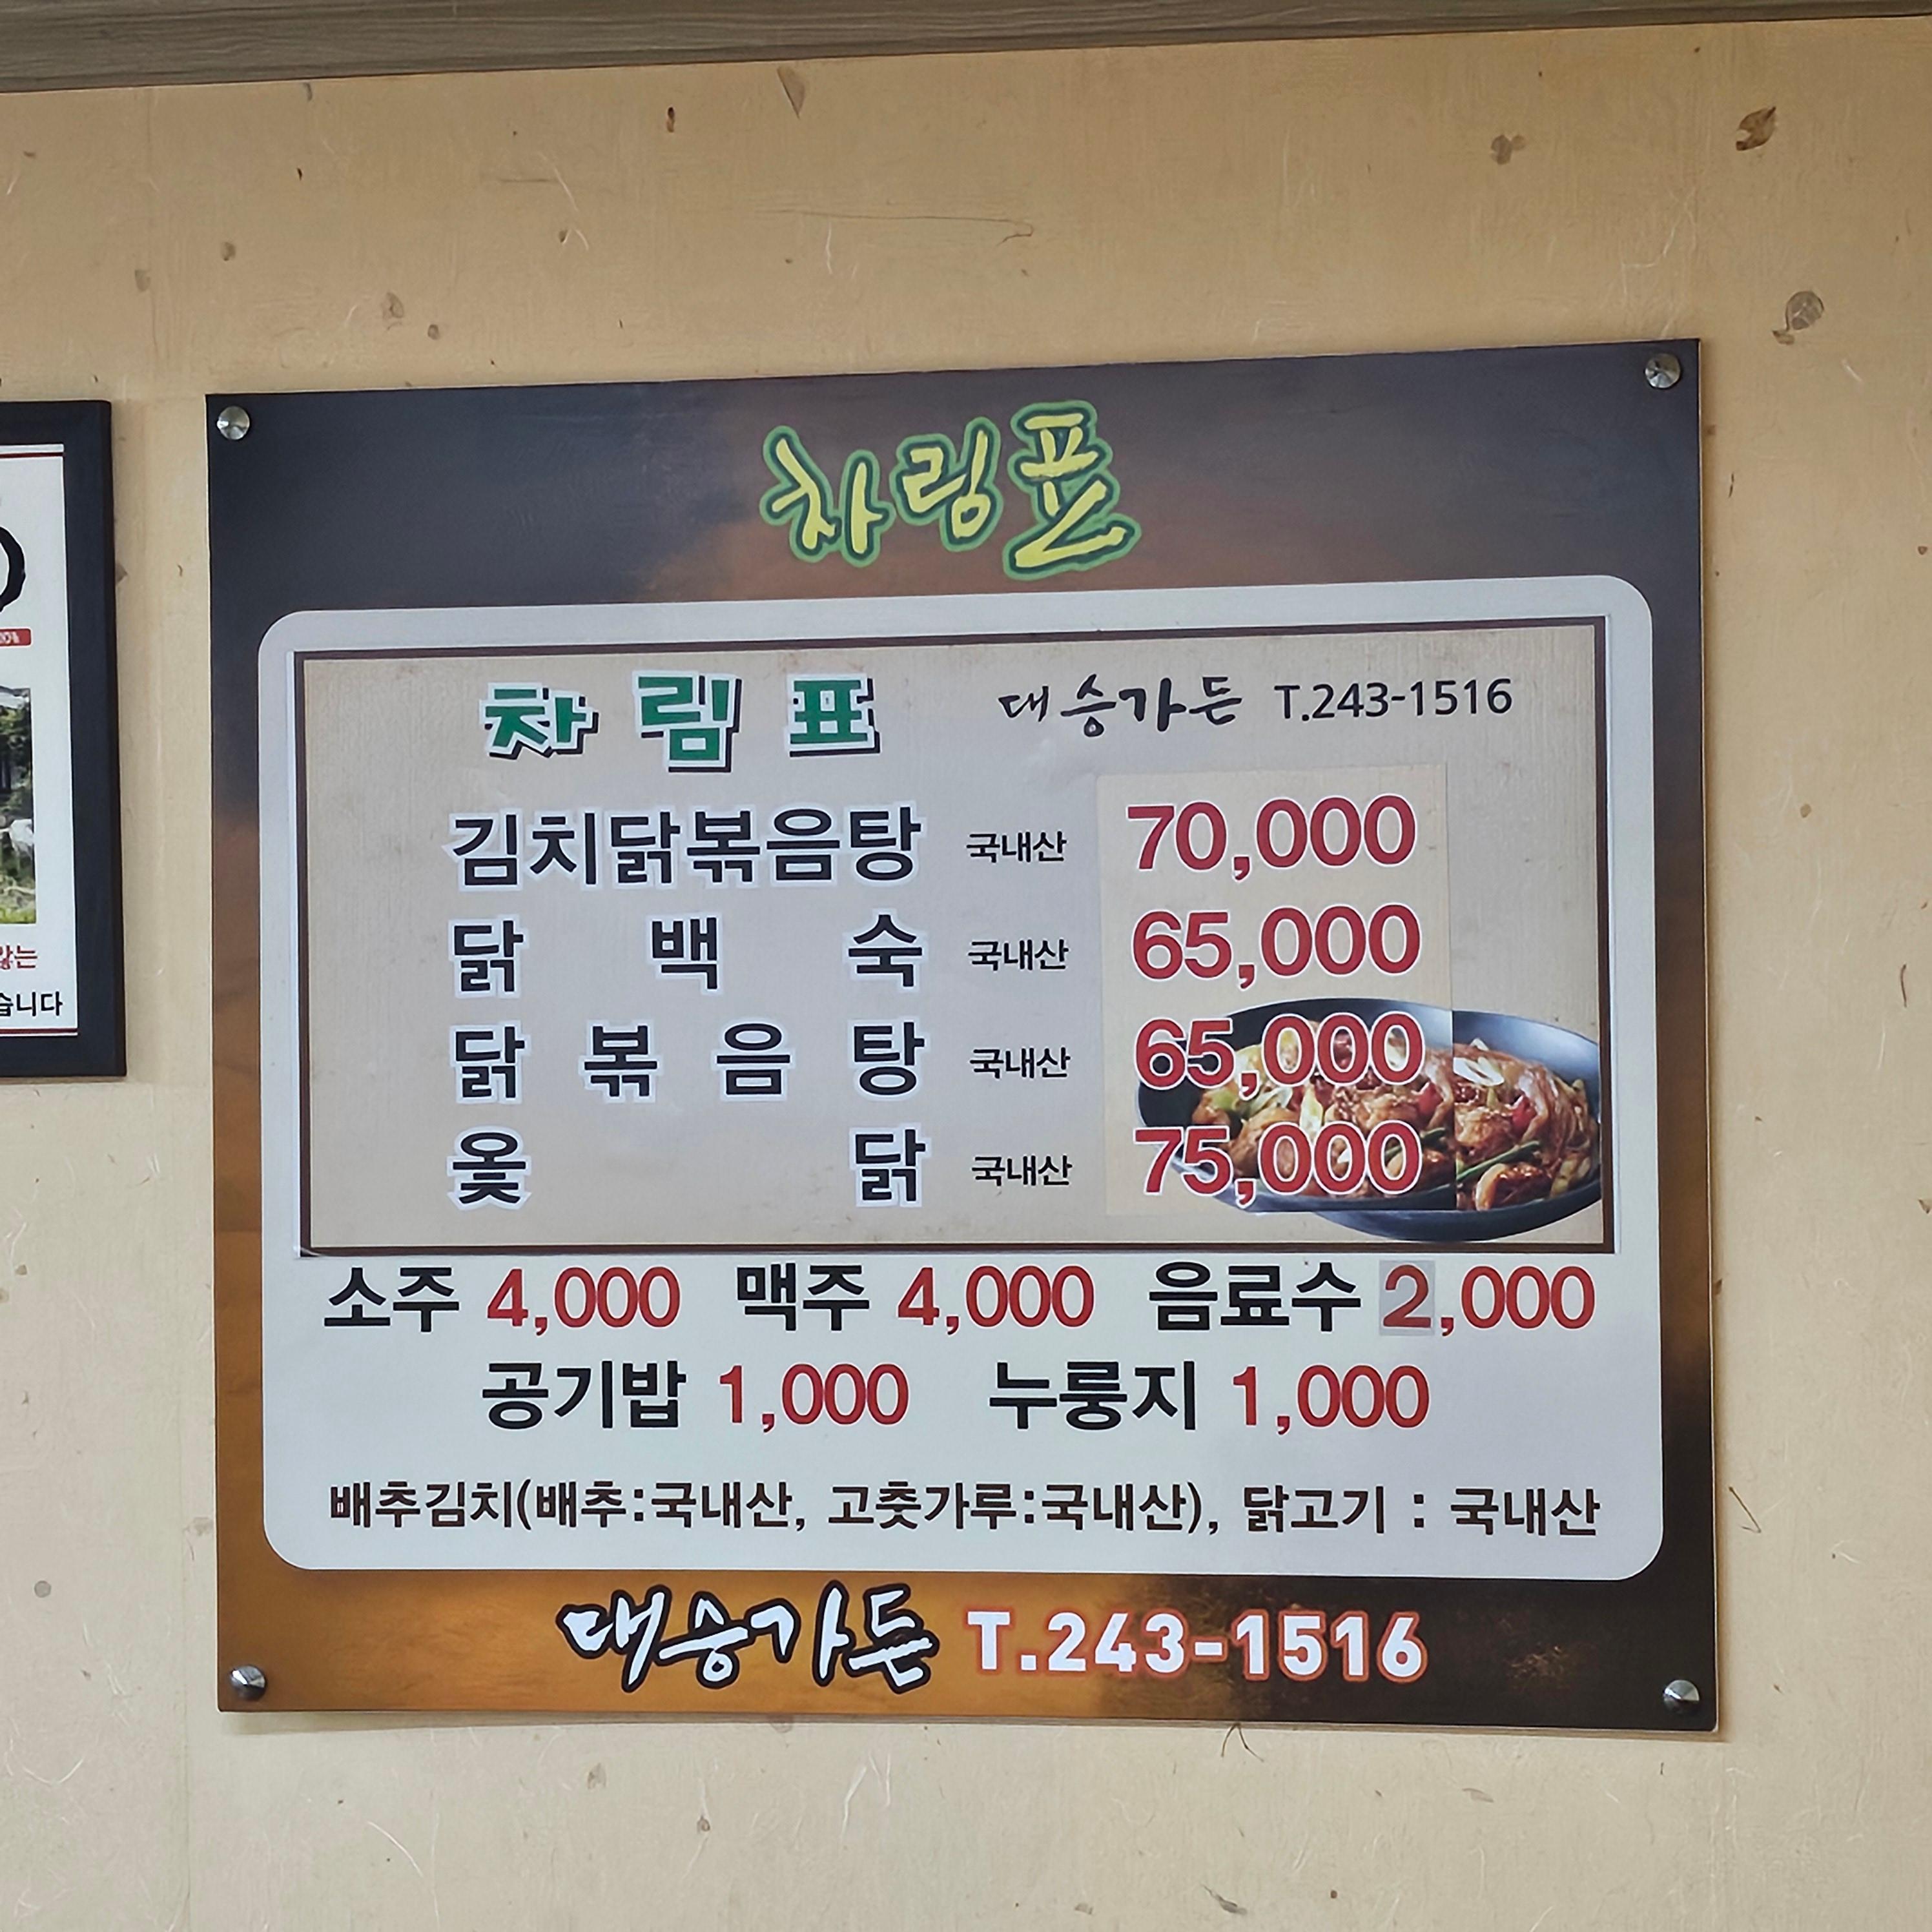 차림표
차림표 대승가든 T.243-1516
김치닭볶음탕 국내산 70,000
닭백숙 국내산 65,000
닭볶음탕 국내산 65,000
옻닭 국내산 75,000
소주 4,000 맥주 4,000 음료수 2,000
공기밥 1,000 누룽지 1,000
배추김치(배추:국내산, 고춧가루:국내산), 닭고기 : 국내산
대승가든 T.243-1516
않는
습니다